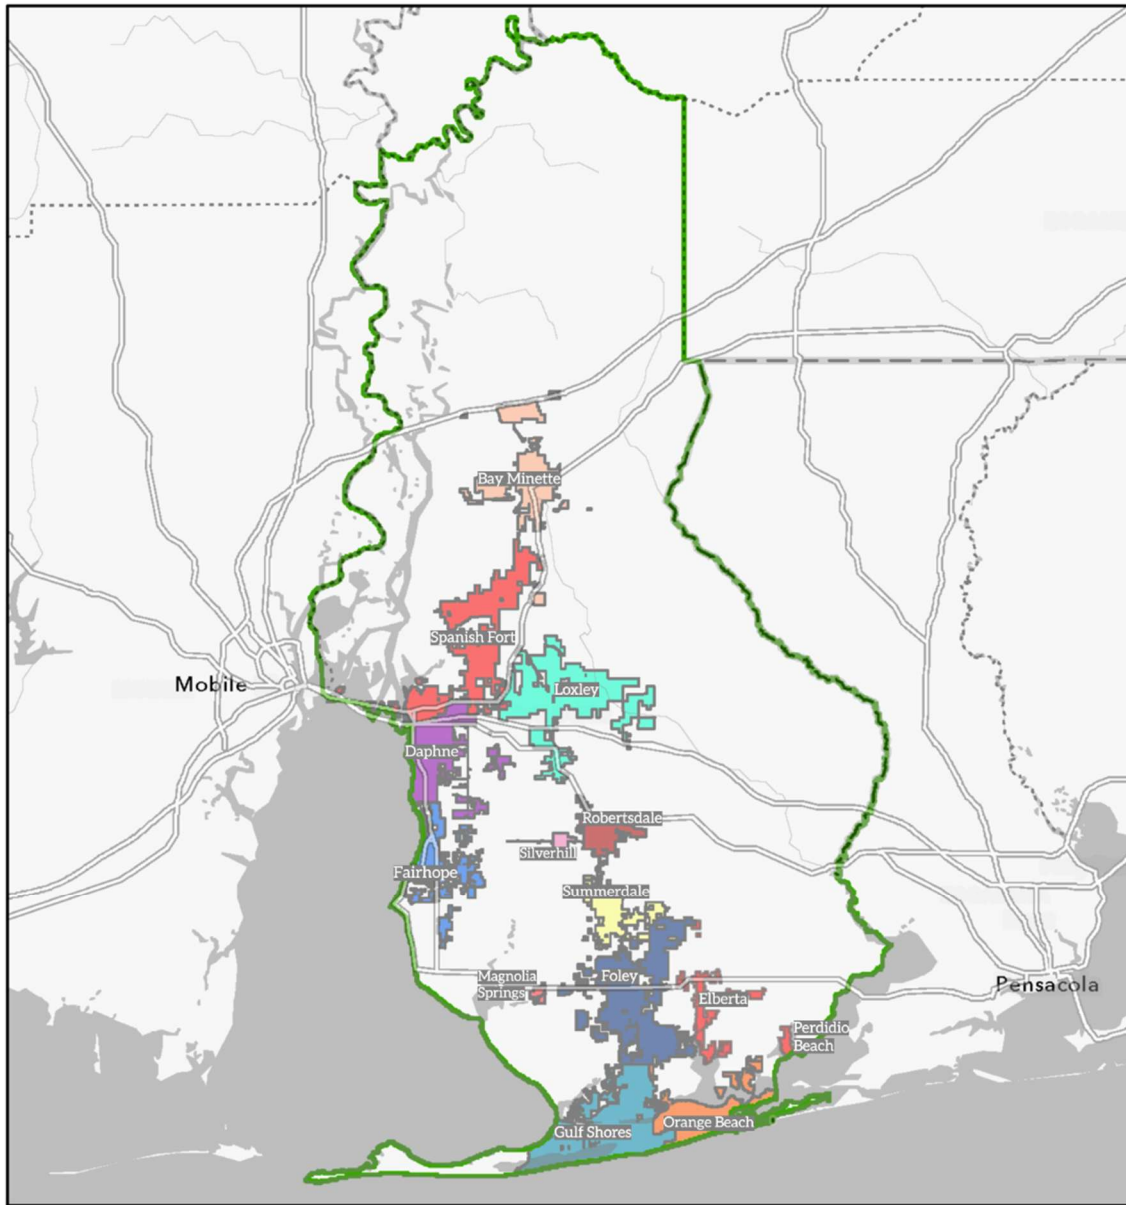 Bay Minette
Spanish Fort
Mobile
Loxley
Daphne
Robertsdale
Silverhill
Fairhope
Summerdale
Magnolia
Springs
Foley
Pensacola
Elberta
Perdidio
Beach
Orange Beach
Gulf Shores